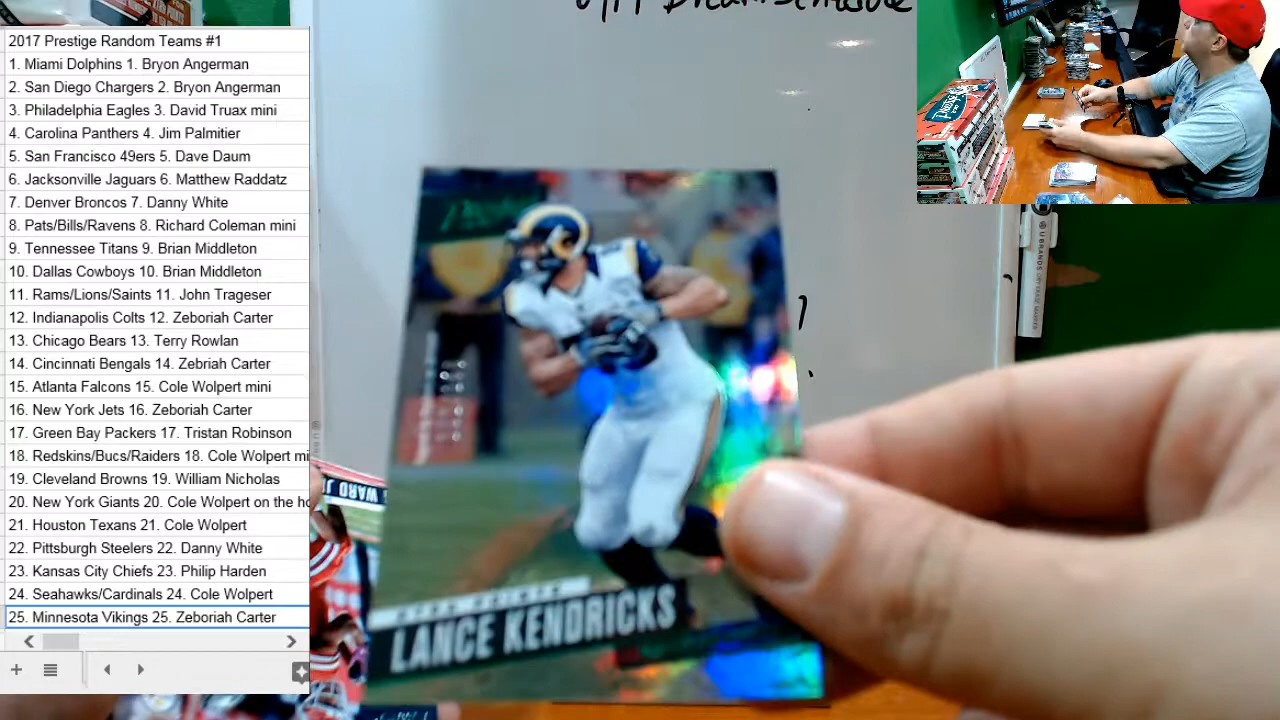 2017 Prestige Random Teams #1
1. Miami Dolphins 1. Bryon Angerman
2. San Diego Chargers 2. Bryon Angerman
3. Philadelphia Eagles 3. David Truax mini
4. Carolina Panthers 4. Jim Palmitier
5. San Francisco 49ers 5. Dave Daum
6. Jacksonville Jaguars 6. Matthew Raddatz
7. Denver Broncos 7. Danny White
8. Pats/Bills/Ravens 8. Richard Coleman mini
9. Tennessee Titans 9. Brian Middleton
10. Dallas Cowboys 10. Brian Middleton
11. Rams/Lions/Saints 11. John Trageser
12. Indianapolis Colts 12. Zeboriah Carter
13. Chicago Bears 13. Terry Rowlan
14. Cincinnati Bengals 14. Zebriah Carter
15. Atlanta Falcons 15. Cole Wolpert mini
16. New York Jets 16. Zeboriah Carter
17. Green Bay Packers 17. Tristan Robinson
18. Redskins/Bucs/Raiders 18. Cole Wolpert mi
19. Cleveland Browns 19. William Nicholas
20. New York Giants 20. Cole Wolpert on the ho
21. Houston Texans 21. Cole Wolpert
22. Pittsburgh Steelers 22. Danny White
23. Kansas City Chiefs 23. Philip Harden
24. Seahawks/Cardinals 24. Cole Wolpert
25. Minnesota Vikings 25. Zeboriah Carter
WARD
LANCE KENDRICKS